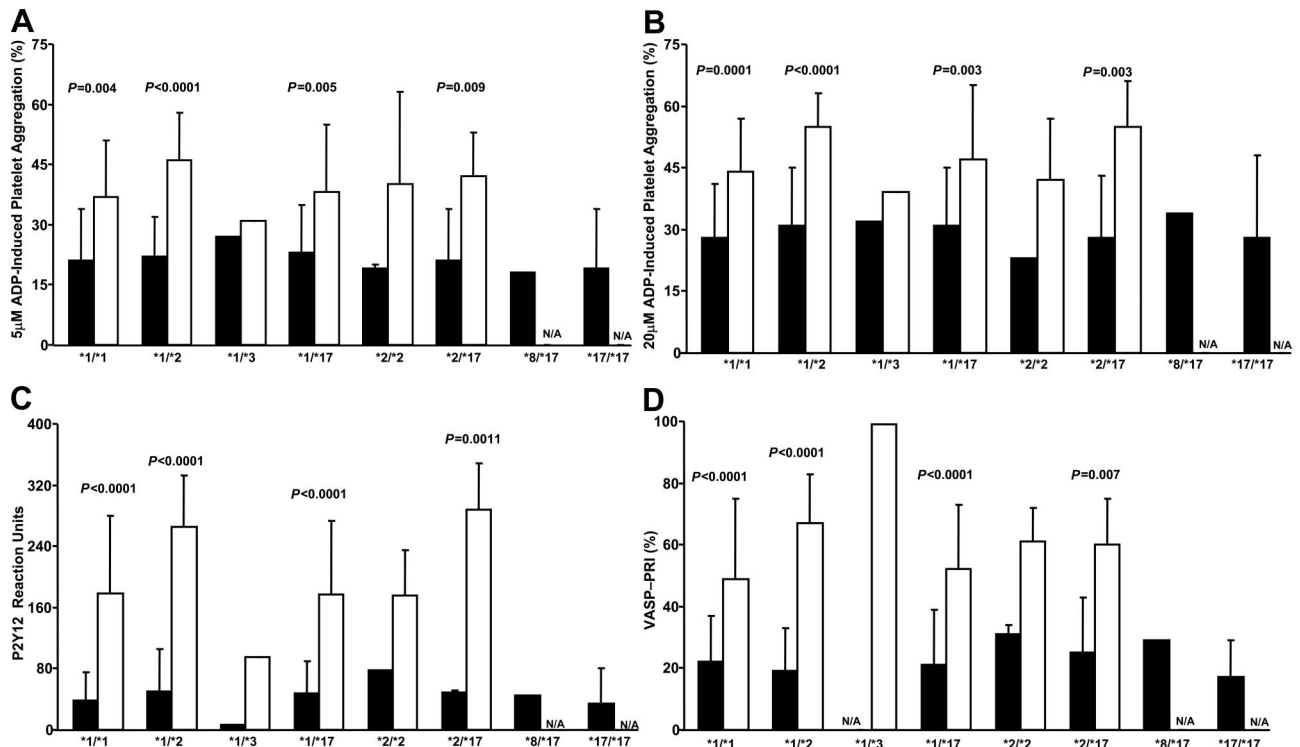 A
5μM ADP-Induced Platelet Aggregation (%)
75
60
45
30
15
0
P=0.004
P<0.0001
P=0.005
P=0.009
N/A
N/A
*1/*1
*1/*2
*1/*3
*1/*17
*2/*2
*2/*17
*8/*17
*17/*17
B
20μM ADP-Induced Platelet Aggregation (%)
75
60
45
30
15
0
P=0.0001
P<0.0001
P=0.003
P=0.003
N/A
N/A
*1/*1
*1/*2
*1/*3
*1/*17
*2/*2
*2/*17
*8/*17
*17/*17
C
P2Y12 Reaction Units
400
320
240
160
80
0
P<0.0001
P<0.0001
P<0.0001
P=0.0011
N/A
N/A
*1/*1
*1/*2
*1/*3
*1/*17
*2/*2
*2/*17
*8/*17
*17/*17
D
VASP–PRI (%)
100
80
60
40
20
0
P<0.0001
P<0.0001
P<0.0001
P=0.007
N/A
N/A
N/A
*1/*1
*1/*2
*1/*3
*1/*17
*2/*2
*2/*17
*8/*17
*17/*17